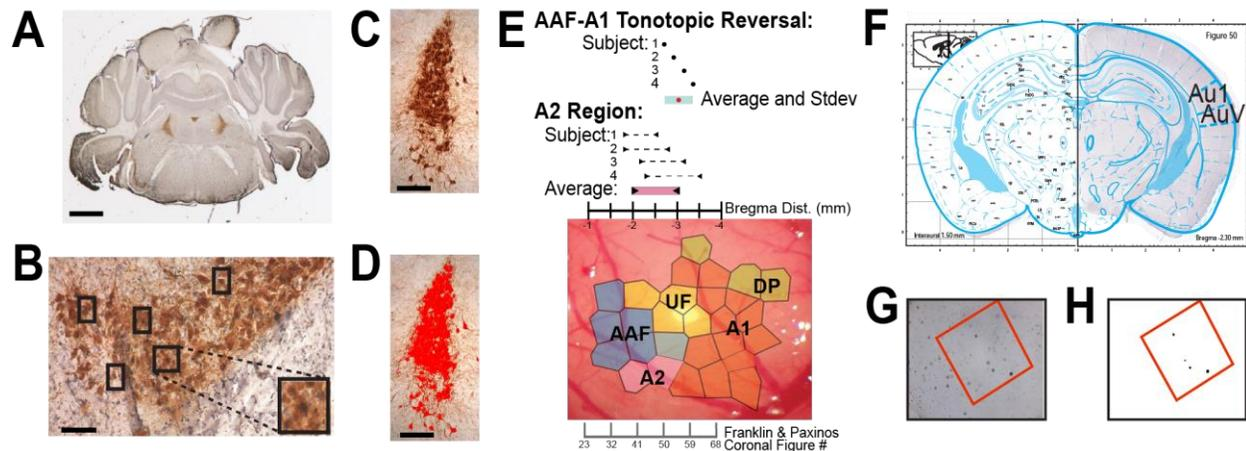 A
B
C
D
E
AAF-A1 Tonotopic Reversal:
Subject: 1
2
3
4
Average and Stdev
A2 Region:
Subject: 1
2
3
4
Average:
Bregma Dist. (mm)
-1 -2 -3 -4
DP
UF
AAF
A1
A2
23 32 41 50 59 68
Franklin & Paxinos
Coronal Figure #
F
Figure 50
Au1
AuV
Interaural 1.50 mm
Bregma -2.30 mm
G
H